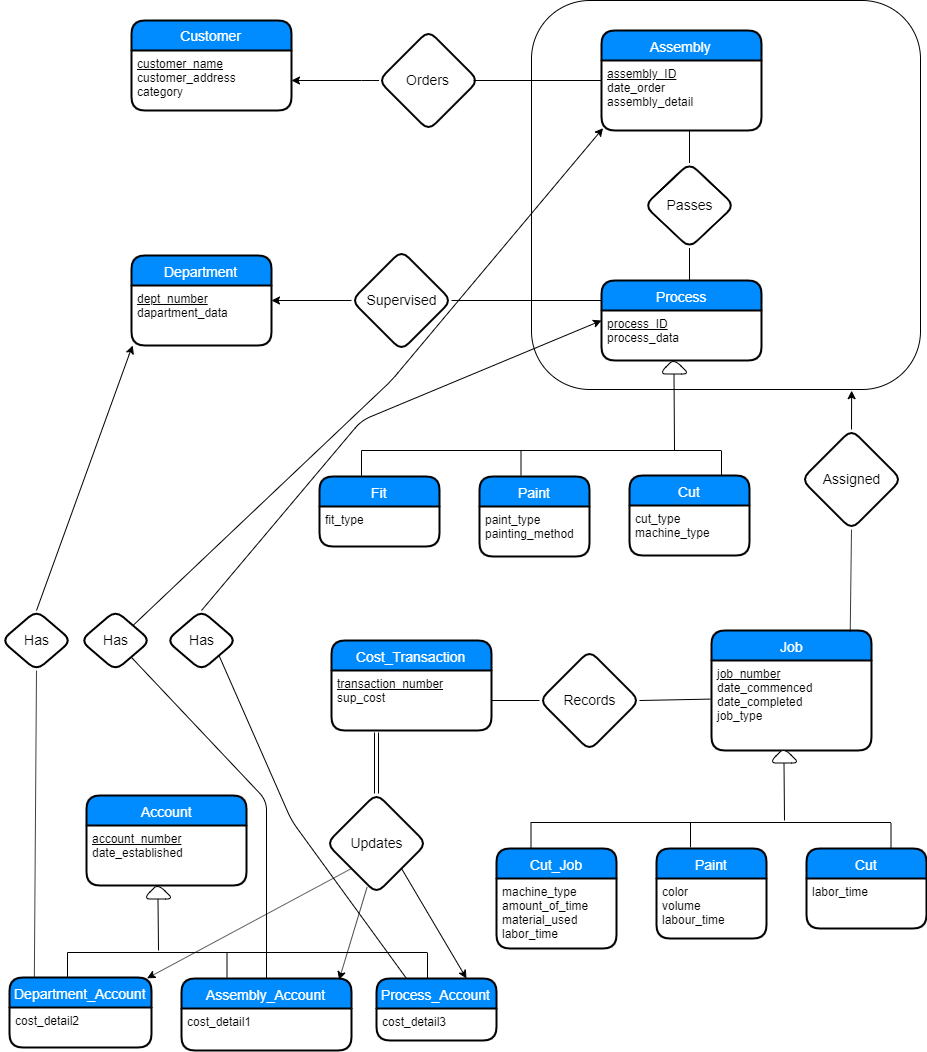 Customer
customer_name
customer_address
category
Orders
Assembly
assembly_ID
date_order
assembly_detail
Passes
Department
dept_number
dapartment_data
Supervised
Process
process_ID
process_data
Fit
fit_type
Paint
paint_type
painting_method
Cut
cut_type
machine_type
Assigned
Has
Has
Has
Cost_Transaction
transaction_number
sup_cost
Records
Job
job_number
date_commenced
date_completed
job_type
Account
account_number
date_established
Updates
Cut_Job
machine_type
amount_of_time
material_used
labor_time
Paint
color
volume
labour_time
Cut
labor_time
Department_Account
cost_detail2
Assembly_Account
cost_detail1
Process_Account
cost_detail3